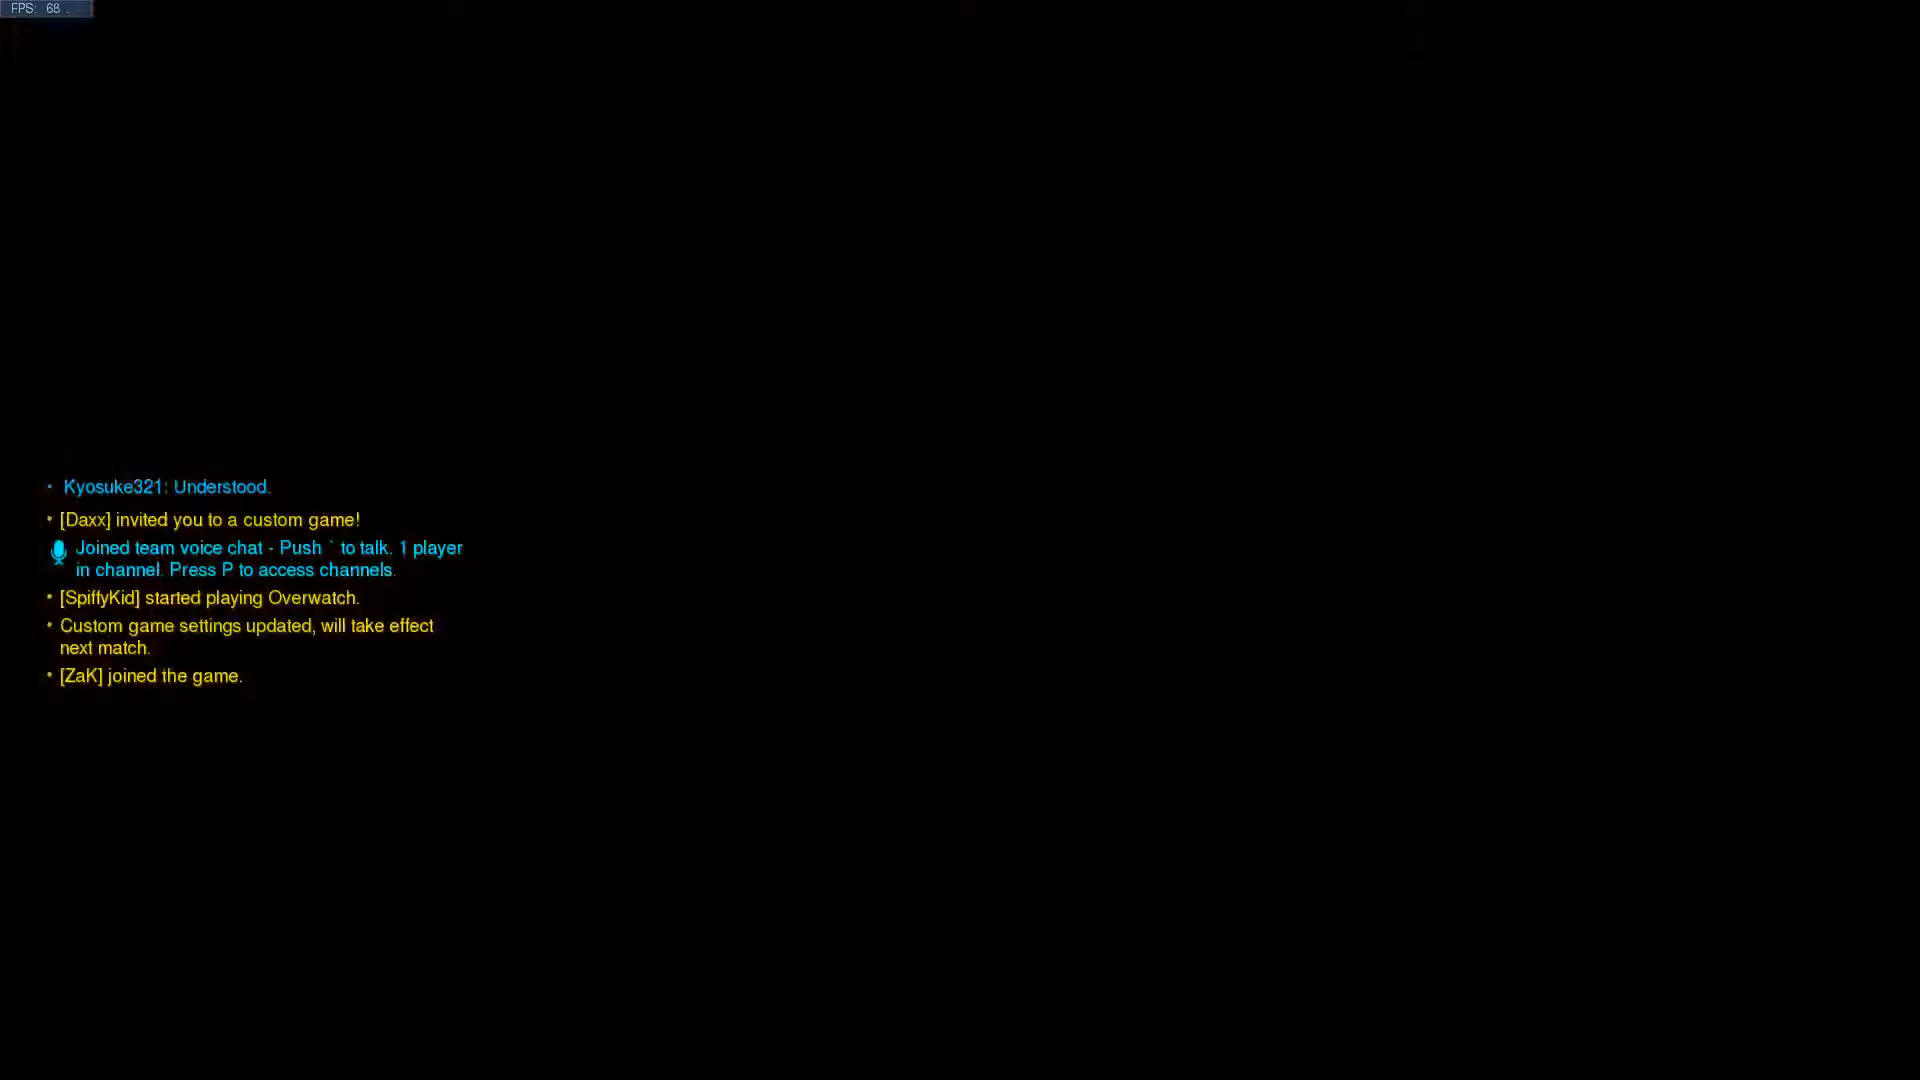 FPS: 68
• Kyosuke321: Understood.
• [Daxx] invited you to a custom game!
Joined team voice chat - Push ` to talk. 1 player
in channel. Press P to access channels.
• [SpiffyKid] started playing Overwatch.
• Custom game settings updated, will take effect
next match.
• [ZaK] joined the game.